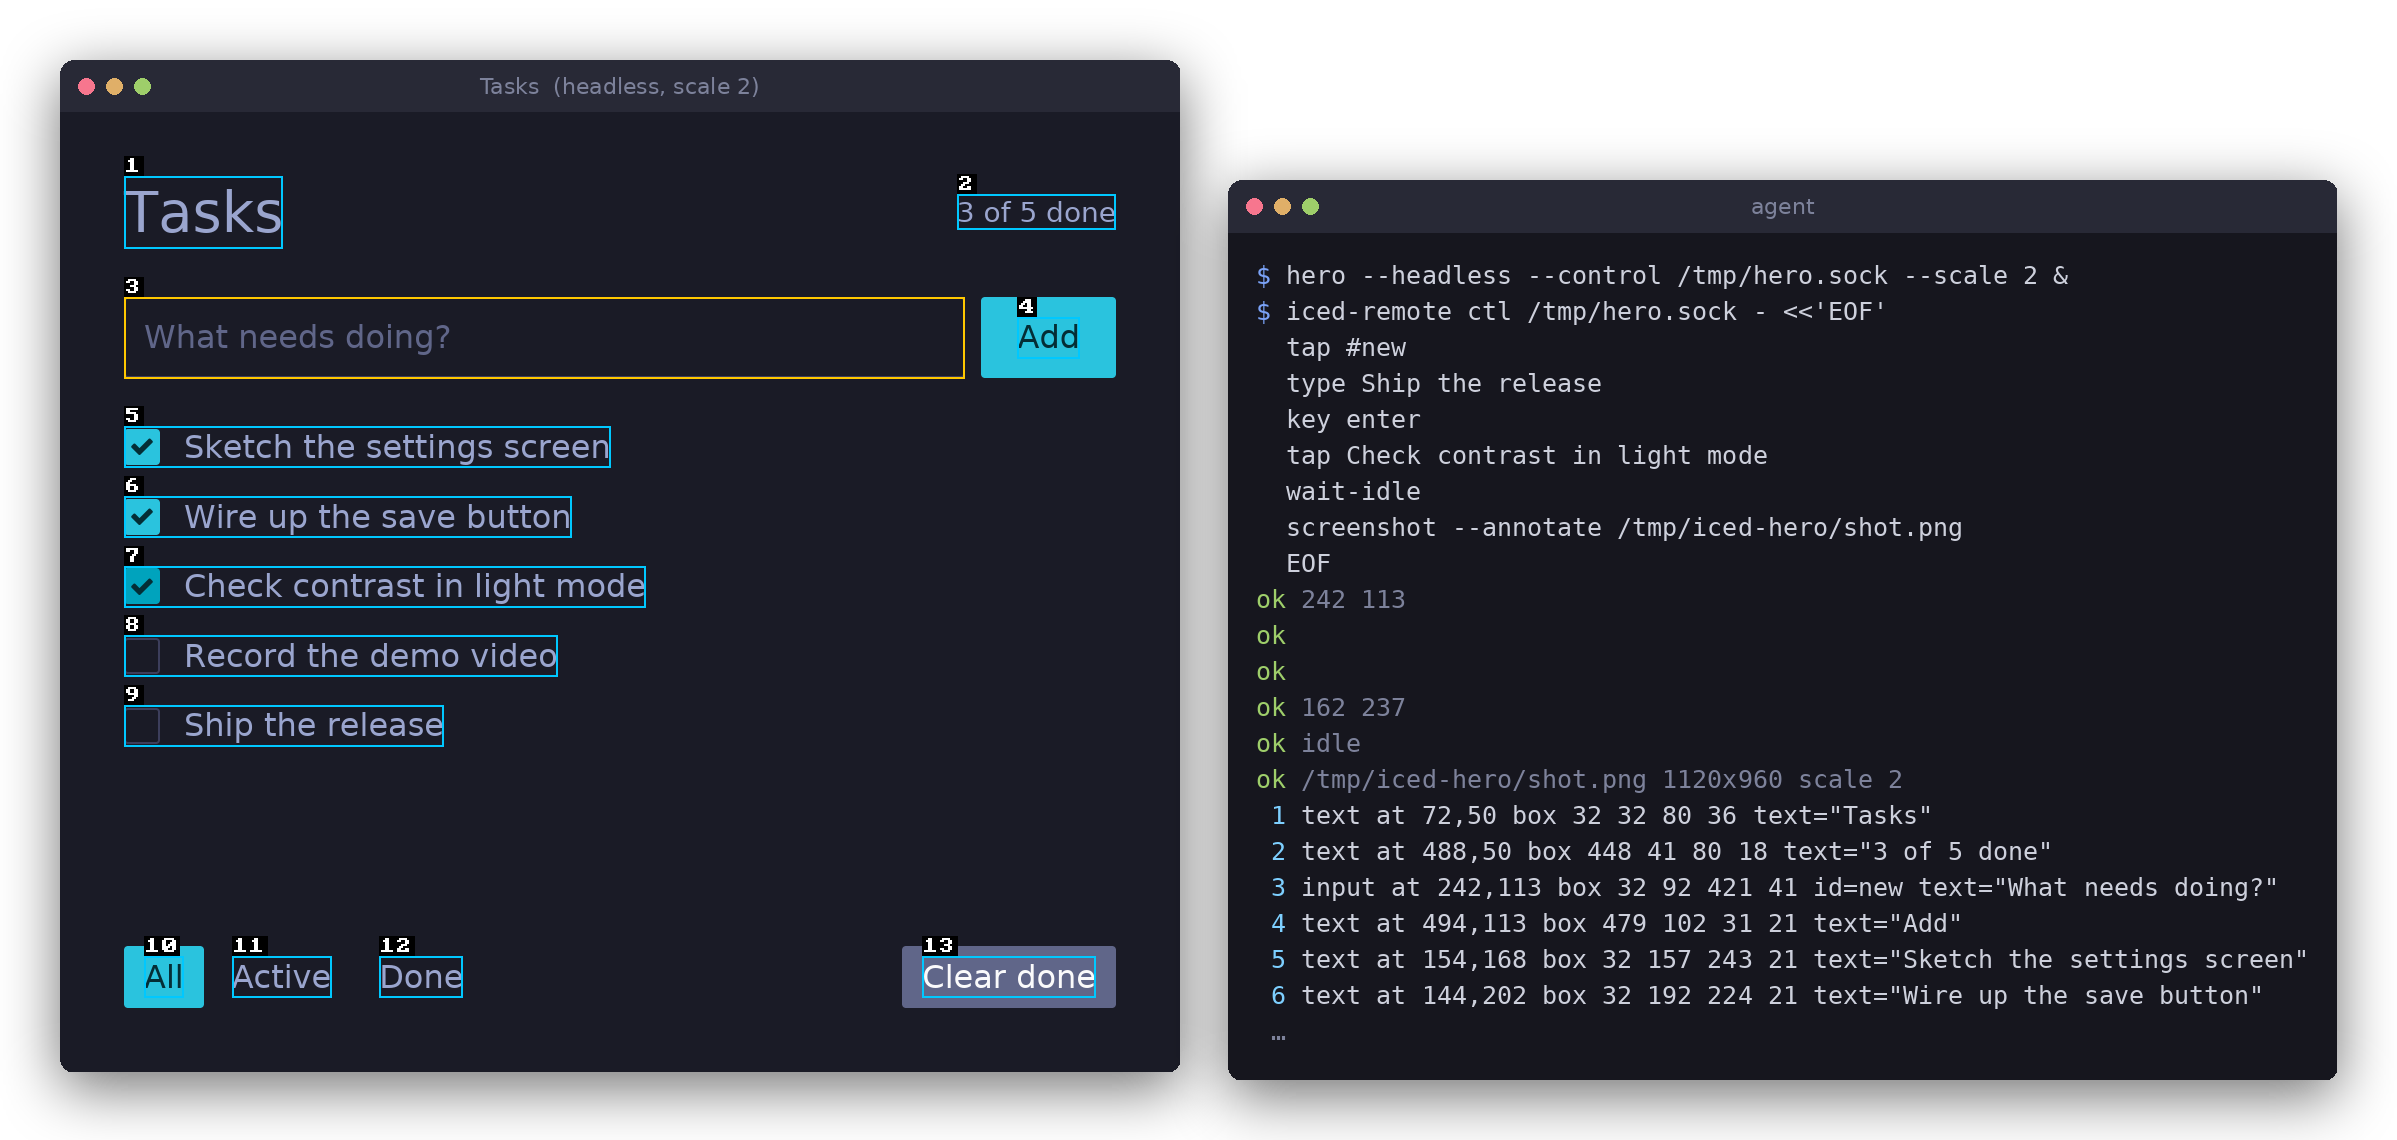 Tasks  (headless, scale 2)
1
Tasks
2
3 of 5 done
3
What needs doing?
4
Add
5
Sketch the settings screen
6
Wire up the save button
7
Check contrast in light mode
8
Record the demo video
9
Ship the release
10
All
11
Active
12
Done
13
Clear done
agent
$ hero --headless --control /tmp/hero.sock --scale 2 &
$ iced-remote ctl /tmp/hero.sock - <<'EOF'
  tap #new
  type Ship the release
  key enter
  tap Check contrast in light mode
  wait-idle
  screenshot --annotate /tmp/iced-hero/shot.png
  EOF
ok 242 113
ok
ok
ok 162 237
ok idle
ok /tmp/iced-hero/shot.png 1120x960 scale 2
 1 text at 72,50 box 32 32 80 36 text="Tasks"
 2 text at 488,50 box 448 41 80 18 text="3 of 5 done"
 3 input at 242,113 box 32 92 421 41 id=new text="What needs doing?"
 4 text at 494,113 box 479 102 31 21 text="Add"
 5 text at 154,168 box 32 157 243 21 text="Sketch the settings screen"
 6 text at 144,202 box 32 192 224 21 text="Wire up the save button"
 …